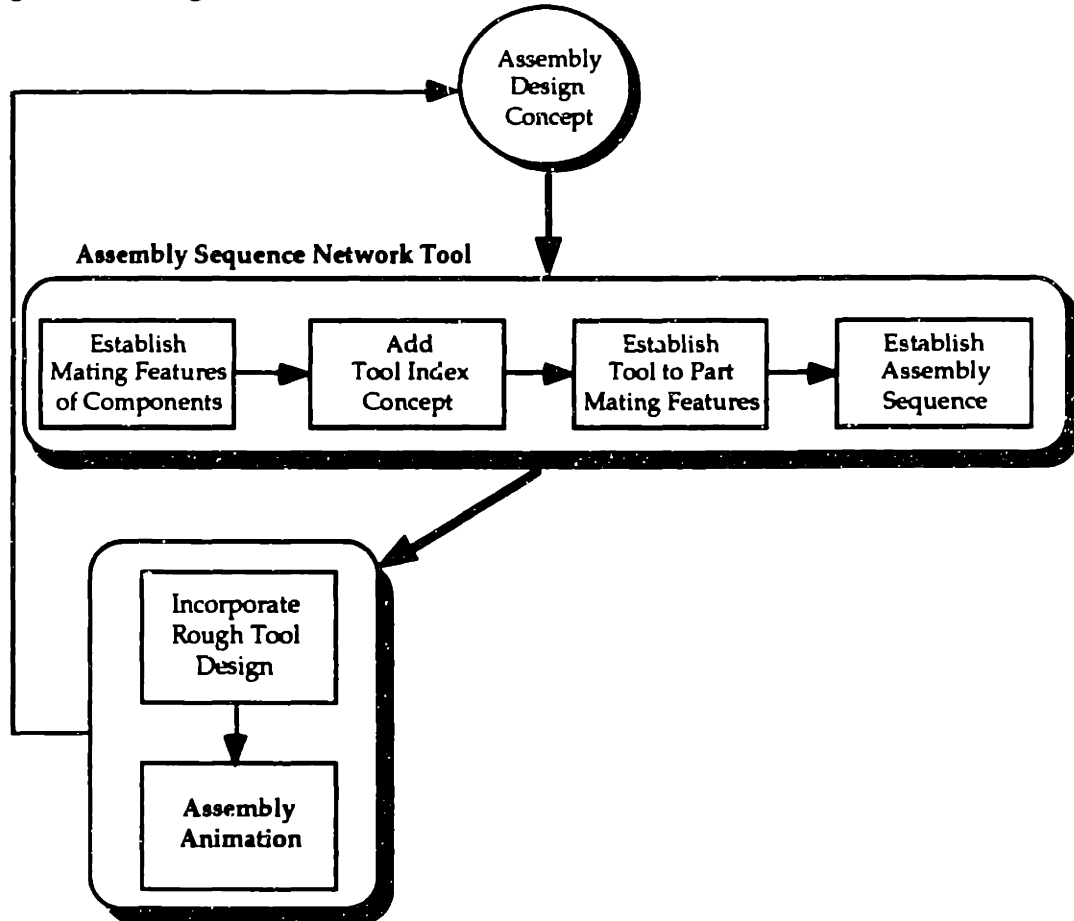 Assembly
Design
Concept
Assembly Sequence Network Tool
Establish
Mating Features
of Components
Add
Tool Index
Concept
Establish
Tool to Part
Mating Features
Establish
Assembly
Sequence
Incorporate
Rough Tool
Design
Assembly
Animation